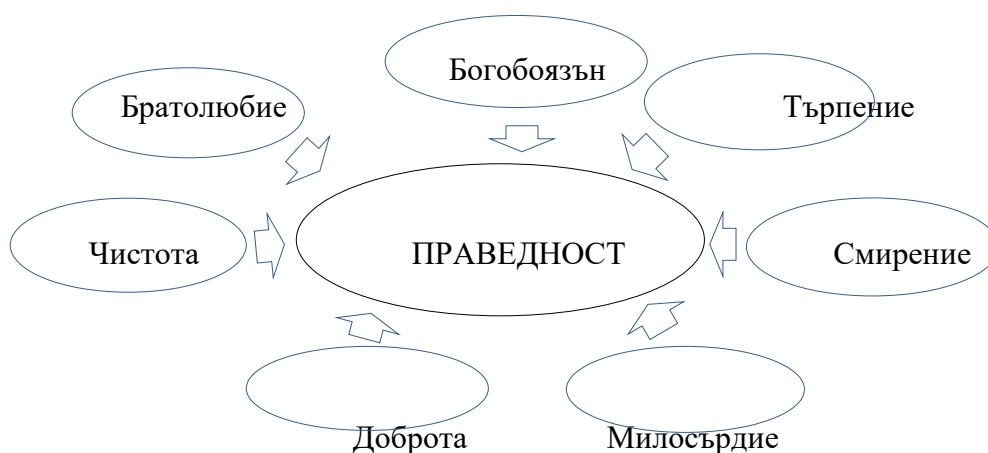 Богобоязън
Братолюбие
Търпение
Чистота
ПРАВЕДНОСТ
Смирение
Доброта
Милосърдие